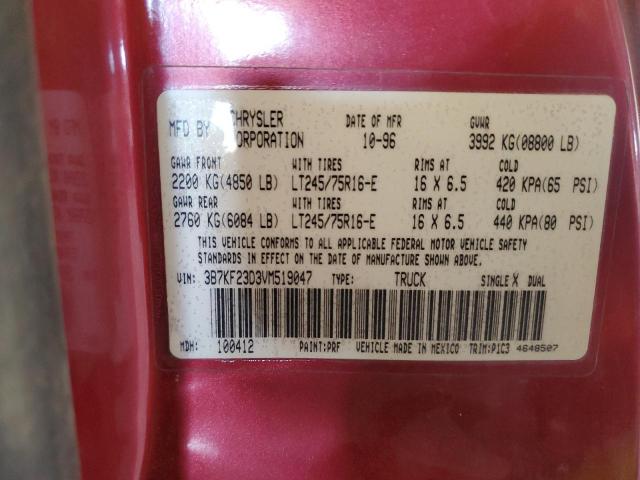 MFD BY CHRYSLER CORPORATION DATE OF MFR 10-96 GVWR 3992 KG(08800 LB)
GAWR FRONT WITH TIRES RIMS AT COLD
2200 KG(4850 LB) LT245/75R16-E 16 X 6.5 420 KPA(65 PSI)
GAWR REAR WITH TIRES RIMS AT COLD
2760 KG(6084 LB) LT245/75R16-E 16 X 6.5 440 KPA(80 PSI)
THIS VEHICLE CONFORMS TO ALL APPLICABLE FEDERAL MOTOR VEHICLE SAFETY
STANDARDS IN EFFECT ON THE DATE OF MANUFACTURE SHOWN ABOVE
VIN: 3B7KF23D3VM519047 TYPE: TRUCK SINGLE X DUAL
MDH: 100412 PAINT:PRF VEHICLE MADE IN MEXICO TRIM:P1C3 4648507